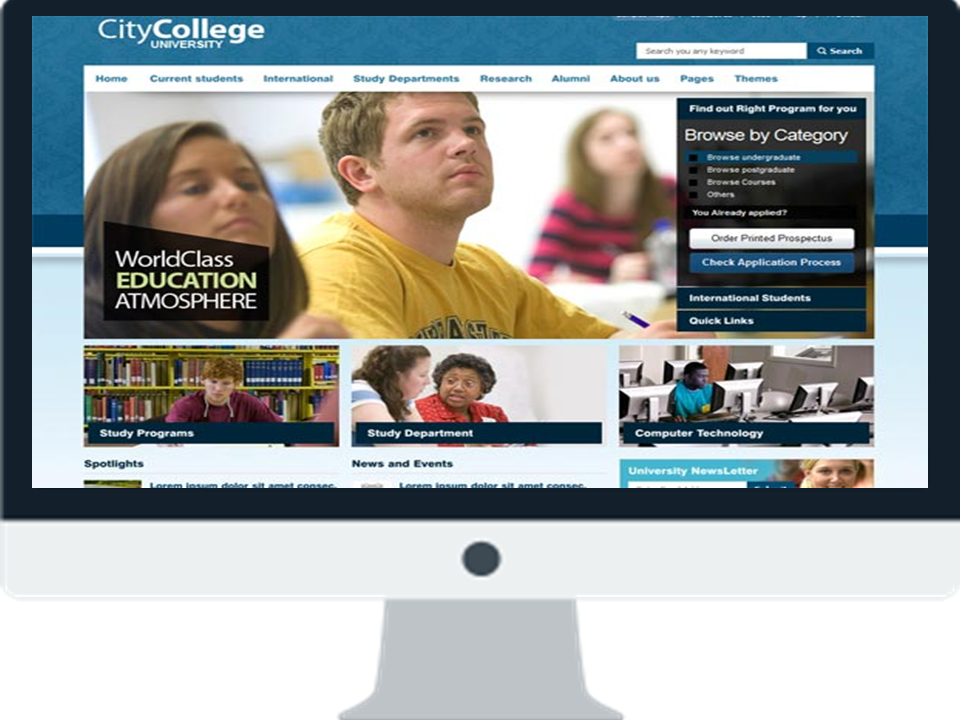 CityCollege
UNIVERSITY
Search you any keyword
Search
Home Current students International Study Departments Research Alumni About us Pages Themes
Find out Right Program for you
Browse by Category
Browse undergraduate
Browse postgraduate
Browse Courses
Others
You Already applied?
Order Printed Prospectus
Check Application Process
International Students
Quick Links
WorldClass
EDUCATION
ATMOSPHERE
Study Programs
Study Department
Computer Technology
Spotlights
Lorem ipsum dolor sit amet consec,
News and Events
Lorem ipsum dolor sit amet consec,
University NewsLetter